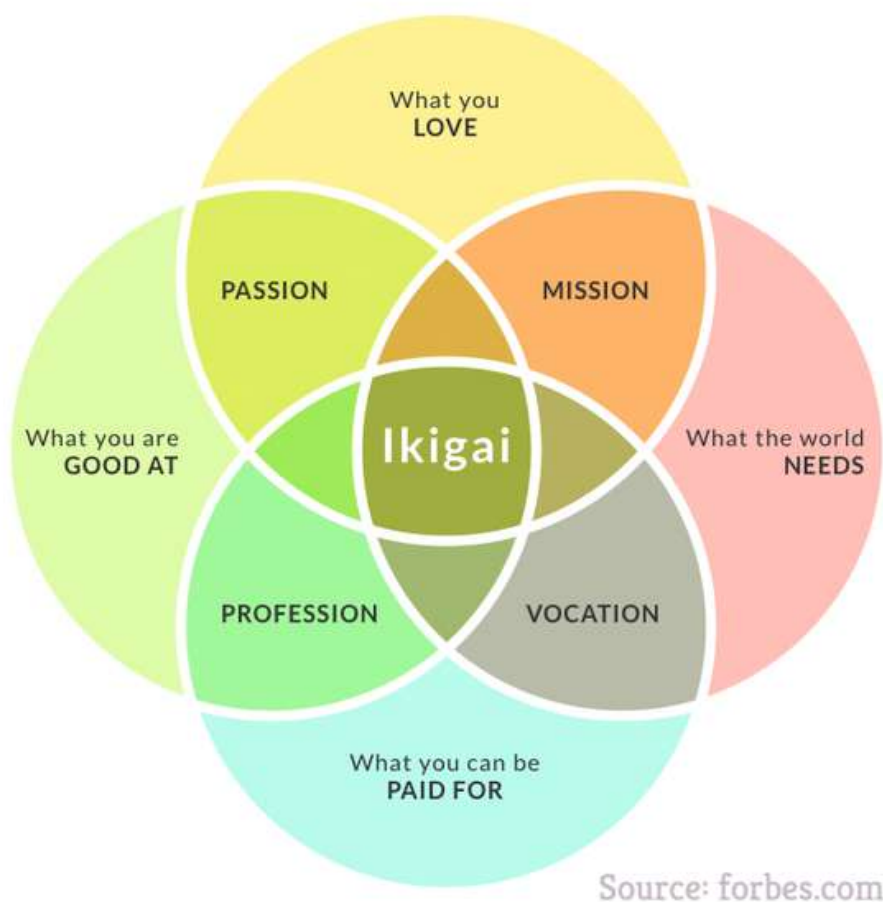 What you
LOVE
PASSION
MISSION
What you are
GOOD AT
Ikigai
What the world
NEEDS
PROFESSION
VOCATION
What you can be
PAID FOR
Source: forbes.com